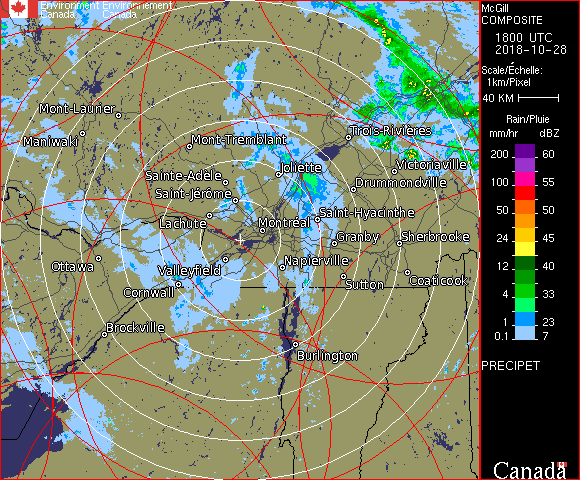 Environment Environnement
Canada Canada
Mont-Laurier
Maniwaki
Mont-Tremblant
Trois-Rivières
Joliette
Victoriaville
Sainte-Adèle
Drummondville
Saint-Jérôme
Saint-Hyacinthe
Lachute
Montréal
Granby
Sherbrooke
Ottawa
Valleyfield
Napierville
Coaticook
Sutton
Cornwall
Brockville
Burlington
McGill
COMPOSITE
1800 UTC
2018-10-28
Scale/Échelle:
1km/Pixel
40 KM
Rain/Pluie
mm/hr dBZ
200 60
100 55
50 50
24 45
12 40
4 33
1 23
0.1 7
PRECIPET
Canada